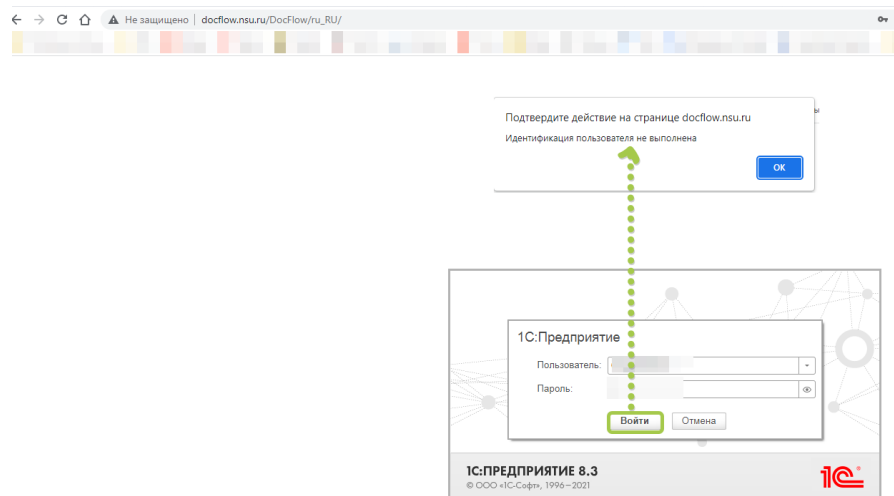 Не защищено | docflow.nsu.ru/DocFlow/ru_RU/
ы
Подтвердите действие на странице docflow.nsu.ru
Идентификация пользователя не выполнена
ОК
1С:Предприятие
Пользователь:
Пароль:
Войти
Отмена
1С:ПРЕДПРИЯТИЕ 8.3
© ООО «1С-Софт», 1996–2021
1С